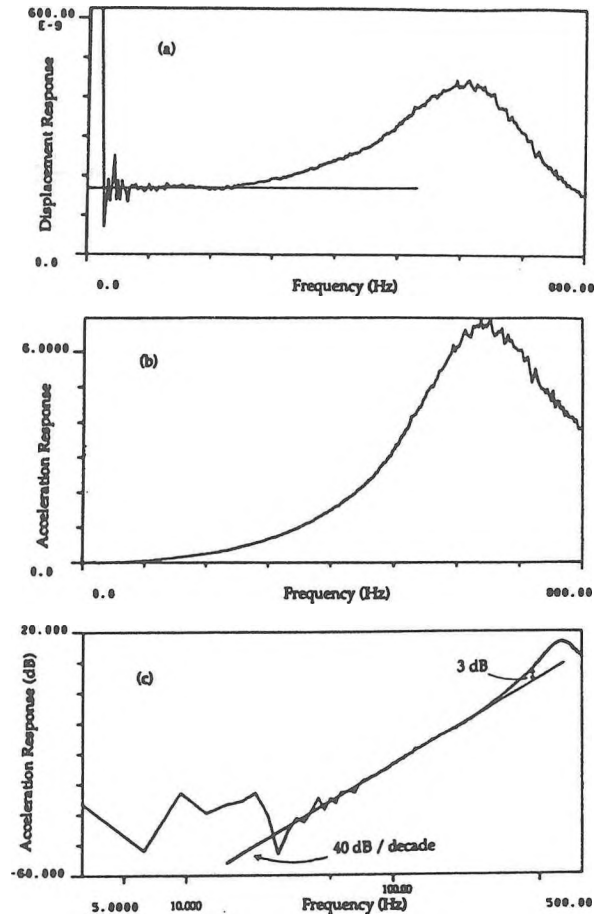 600.00
E-9
(a)
Displacement Response
0.0
0.0
Frequency (Hz)
800.00
6.0000
(b)
Acceleration Response
0.0
0.0
Frequency (Hz)
800.00
20.000
(c)
3 dB
Acceleration Response (dB)
40 dB / decade
-60.000
5.0000
10.000
100.00
Frequency (Hz)
500.00